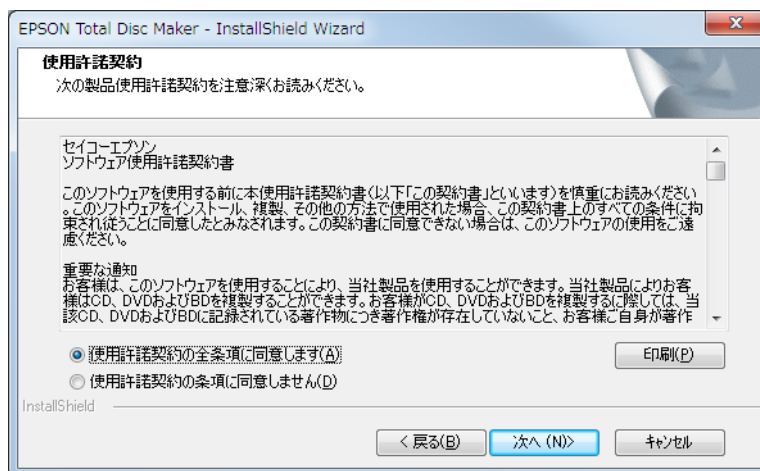 EPSON Total Disc Maker - InstallShield Wizard
使用許諾契約
次の製品使用許諾契約を注意深くお読みください。
セイコーエプソン
ソフトウェア使用許諾契約書
このソフトウェアを使用する前に本使用許諾契約書(以下「この契約書」といいます)を慎重にお読みください
。このソフトウェアをインストール、複製、その他の方法で使用された場合、この契約書上のすべての条件に拘
束され従うことに同意したとみなされます。この契約書に同意できない場合は、このソフトウェアの使用をご遠
慮ください。
重要な通知
お客様は、このソフトウェアを使用することにより、当社製品を使用することができます。当社製品によりお客
様はCD、DVDおよびBDを複製することができます。お客様がCD、DVDおよびBDを複製するに際しては、当
該CD、DVDおよびBDに記録されている著作物につき著作権が存在していないこと、お客様ご自身が著作
使用許諾契約の全条項に同意します(A)
印刷(P)
使用許諾契約の条項に同意しません(D)
InstallShield
< 戻る(B)
次へ (N)>
キャンセル